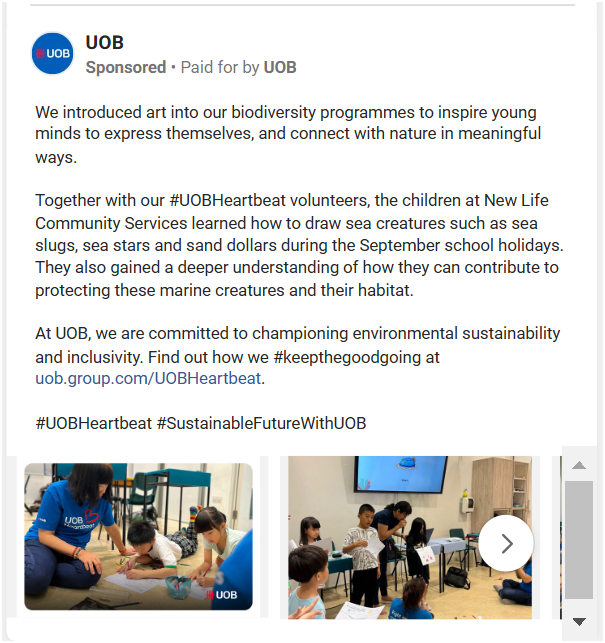 UOB
UOB
Sponsored • Paid for by UOB
We introduced art into our biodiversity programmes to inspire young
minds to express themselves, and connect with nature in meaningful
ways.
Together with our #UOBHeartbeat volunteers, the children at New Life
Community Services learned how to draw sea creatures such as sea
slugs, sea stars and sand dollars during the September school holidays.
They also gained a deeper understanding of how they can contribute to
protecting these marine creatures and their habitat.
At UOB, we are committed to championing environmental sustainability
and inclusivity. Find out how we #keepthegoodgoing at
uob.group.com/UOBHeartbeat.
#UOBHeartbeat #SustainableFutureWithUOB
UOB
Heartbeat
UOB